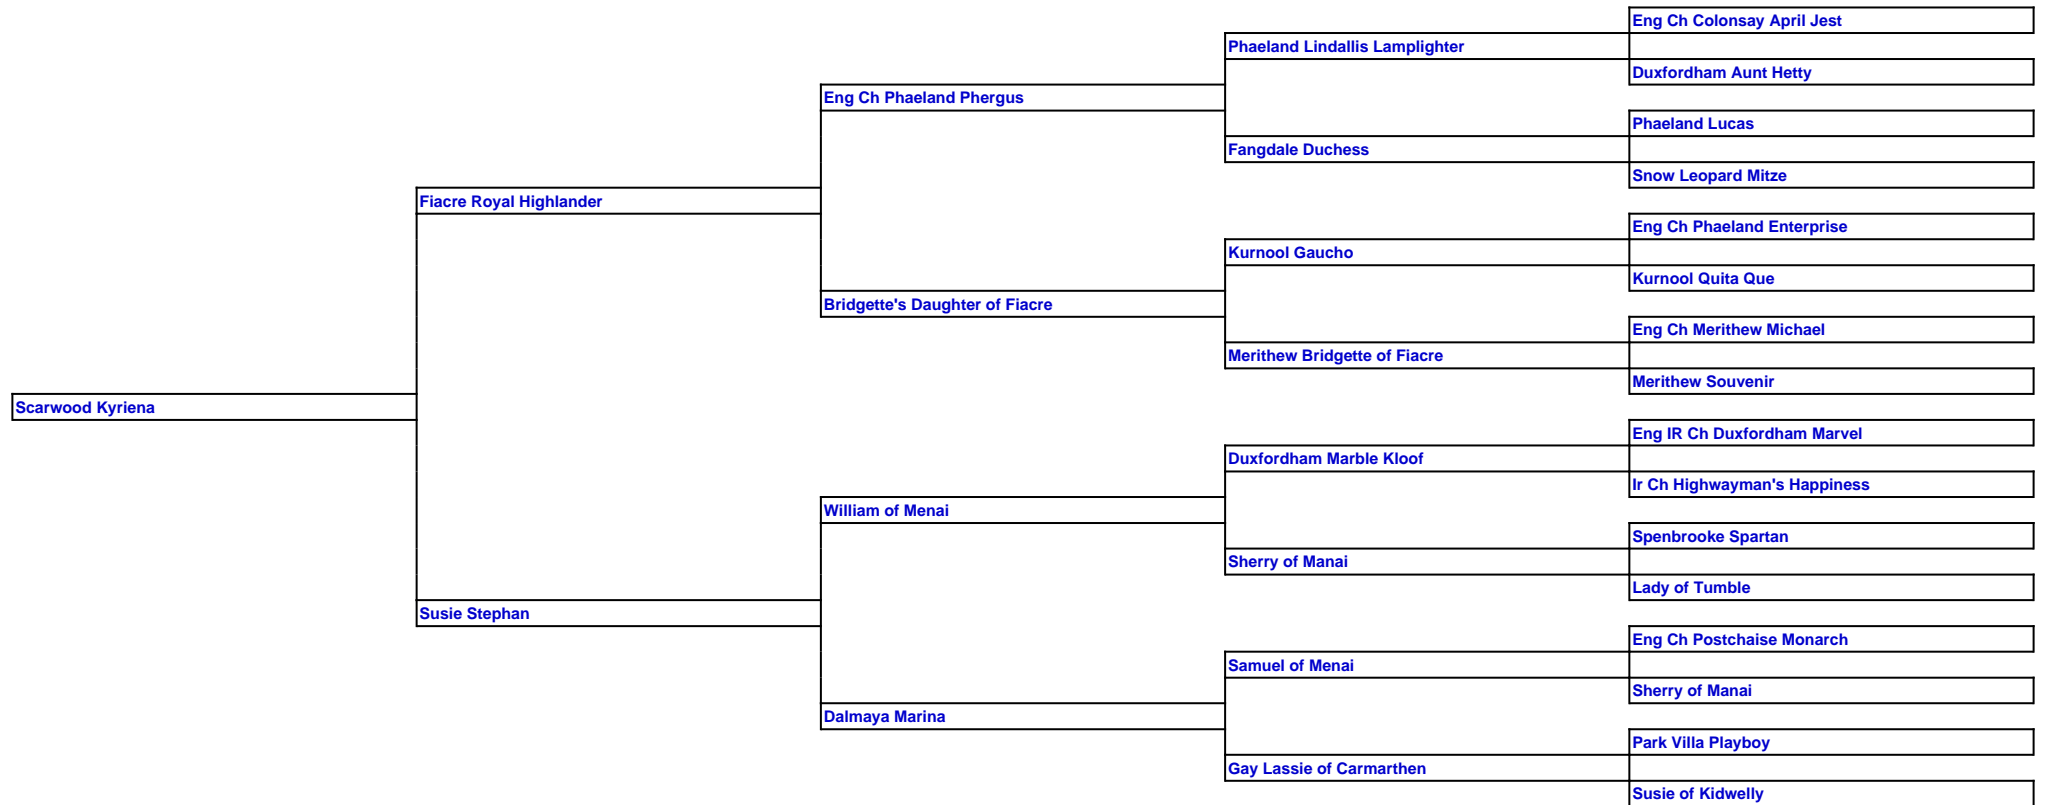 Eng Ch Colonsay April Jest
Phaeland Lindallis Lamplighter
Duxfordham Aunt Hetty
Eng Ch Phaeland Phergus
Phaeland Lucas
Fangdale Duchess
Snow Leopard Mitze
Fiacre Royal Highlander
Eng Ch Phaeland Enterprise
Kurnool Gaucho
Kurnool Quita Que
Bridgette's Daughter of Fiacre
Eng Ch Merithew Michael
Merithew Bridgette of Fiacre
Merithew Souvenir
Scarwood Kyriena
Eng IR Ch Duxfordham Marvel
Duxfordham Marble Kloof
Ir Ch Highwayman's Happiness
William of Menai
Spenbrooke Spartan
Sherry of Manai
Lady of Tumble
Susie Stephan
Eng Ch Postchaise Monarch
Samuel of Menai
Sherry of Manai
Dalmaya Marina
Park Villa Playboy
Gay Lassie of Carmarthen
Susie of Kidwelly